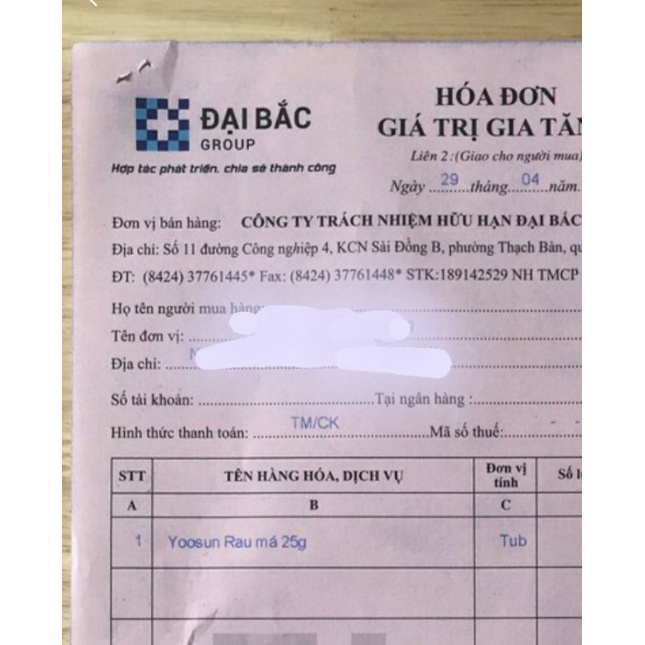 ĐẠI BẮC
GROUP
Hợp tác phát triển, chia sẻ thành công
HÓA ĐƠN
GIÁ TRỊ GIA TĂN
Liên 2:(Giao cho người mua)
Ngày ..........29..........tháng..........04..........năm.
Đơn vị bán hàng: CÔNG TY TRÁCH NHIỆM HỮU HẠN ĐẠI BẮC
Địa chỉ: Số 11 đường Công nghiệp 4, KCN Sài Đồng B, phường Thạch Bàn, qu
ĐT: (8424) 37761445* Fax: (8424) 37761448* STK:189142529 NH TMCP
Họ tên người mua hàng:
Tên đơn vị:
Địa chỉ: N
Số tài khoản: Tại ngân hàng :
Hình thức thanh toán: TM/CK Mã số thuế:
STT TÊN HÀNG HÓA, DỊCH VỤ Đơn vị tính Số l
A B C
1 Yoosun Rau má 25g Tub